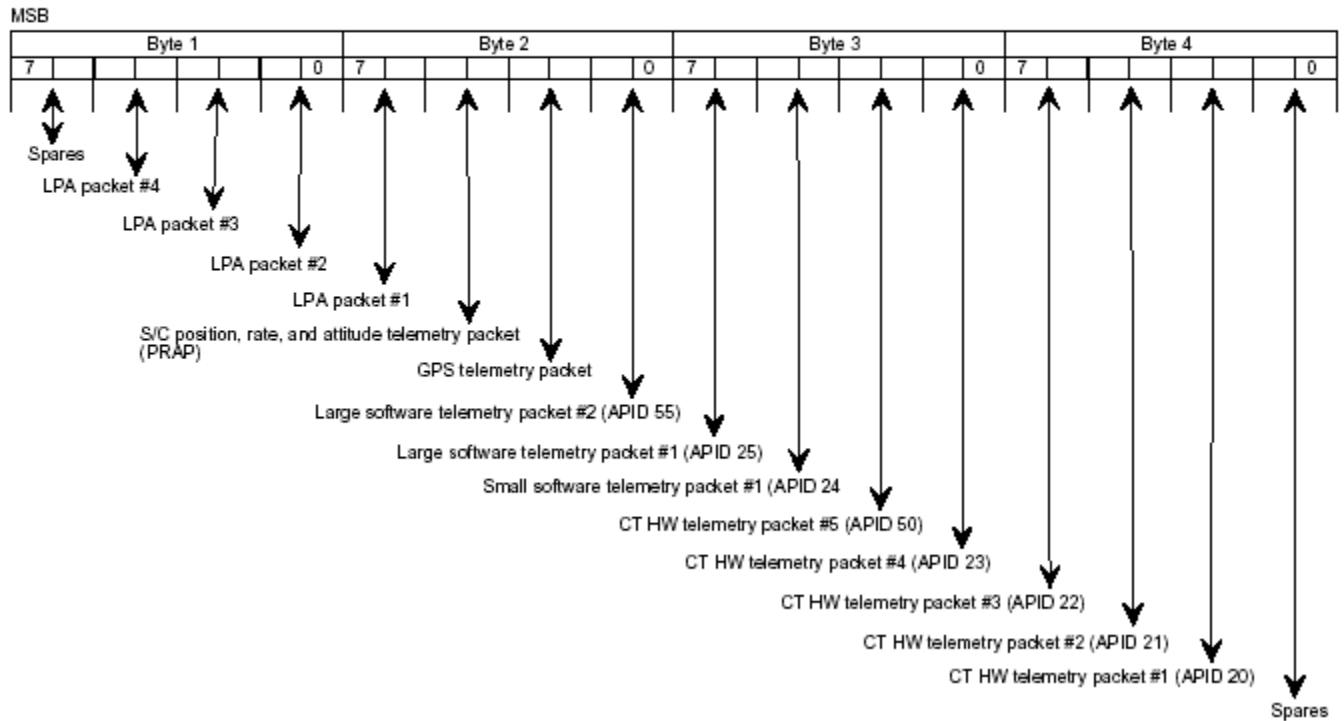 MSB
Byte 1 Byte 2 Byte 3 Byte 4
7 0 7 0 7 0 7 0
Spares
LPA packet #4
LPA packet #3
LPA packet #2
LPA packet #1
S/C position, rate, and attitude telemetry packet
(PRAP)
GPS telemetry packet
Large software telemetry packet #2 (APID 55)
Large software telemetry packet #1 (APID 25)
Small software telemetry packet #1 (APID 24
CT HW telemetry packet #5 (APID 50)
CT HW telemetry packet #4 (APID 23)
CT HW telemetry packet #3 (APID 22)
CT HW telemetry packet #2 (APID 21)
CT HW telemetry packet #1 (APID 20)
Spares